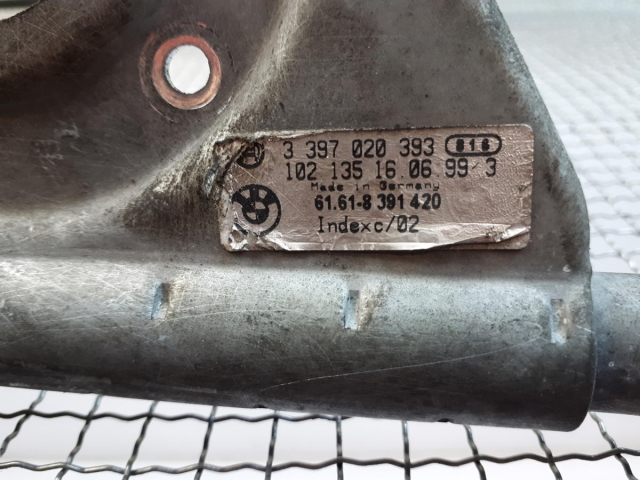 3 397 020 393 816
102 135 16.06.99/3
Made in Germany
61.61-8 391 420
Indexc/02